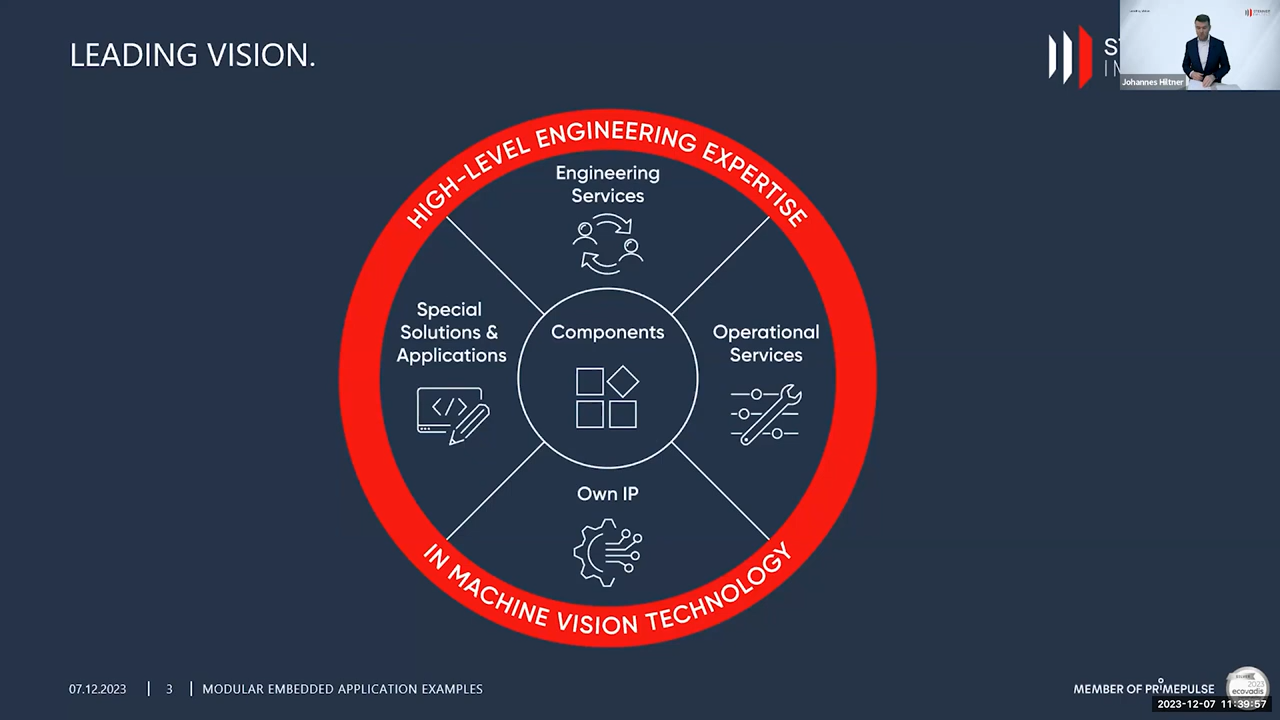 LEADING VISION.
Johannes Hiltner
HIGH-LEVEL ENGINEERING EXPERTISE
Engineering
Services
Special
Solutions &
Applications
Components
Operational
Services
Own IP
IN MACHINE VISION TECHNOLOGY
07.12.2023 | 3 | MODULAR EMBEDDED APPLICATION EXAMPLES
MEMBER OF PRIMEPULSE
2023
ecovadis
2023-12-07 11:39:57